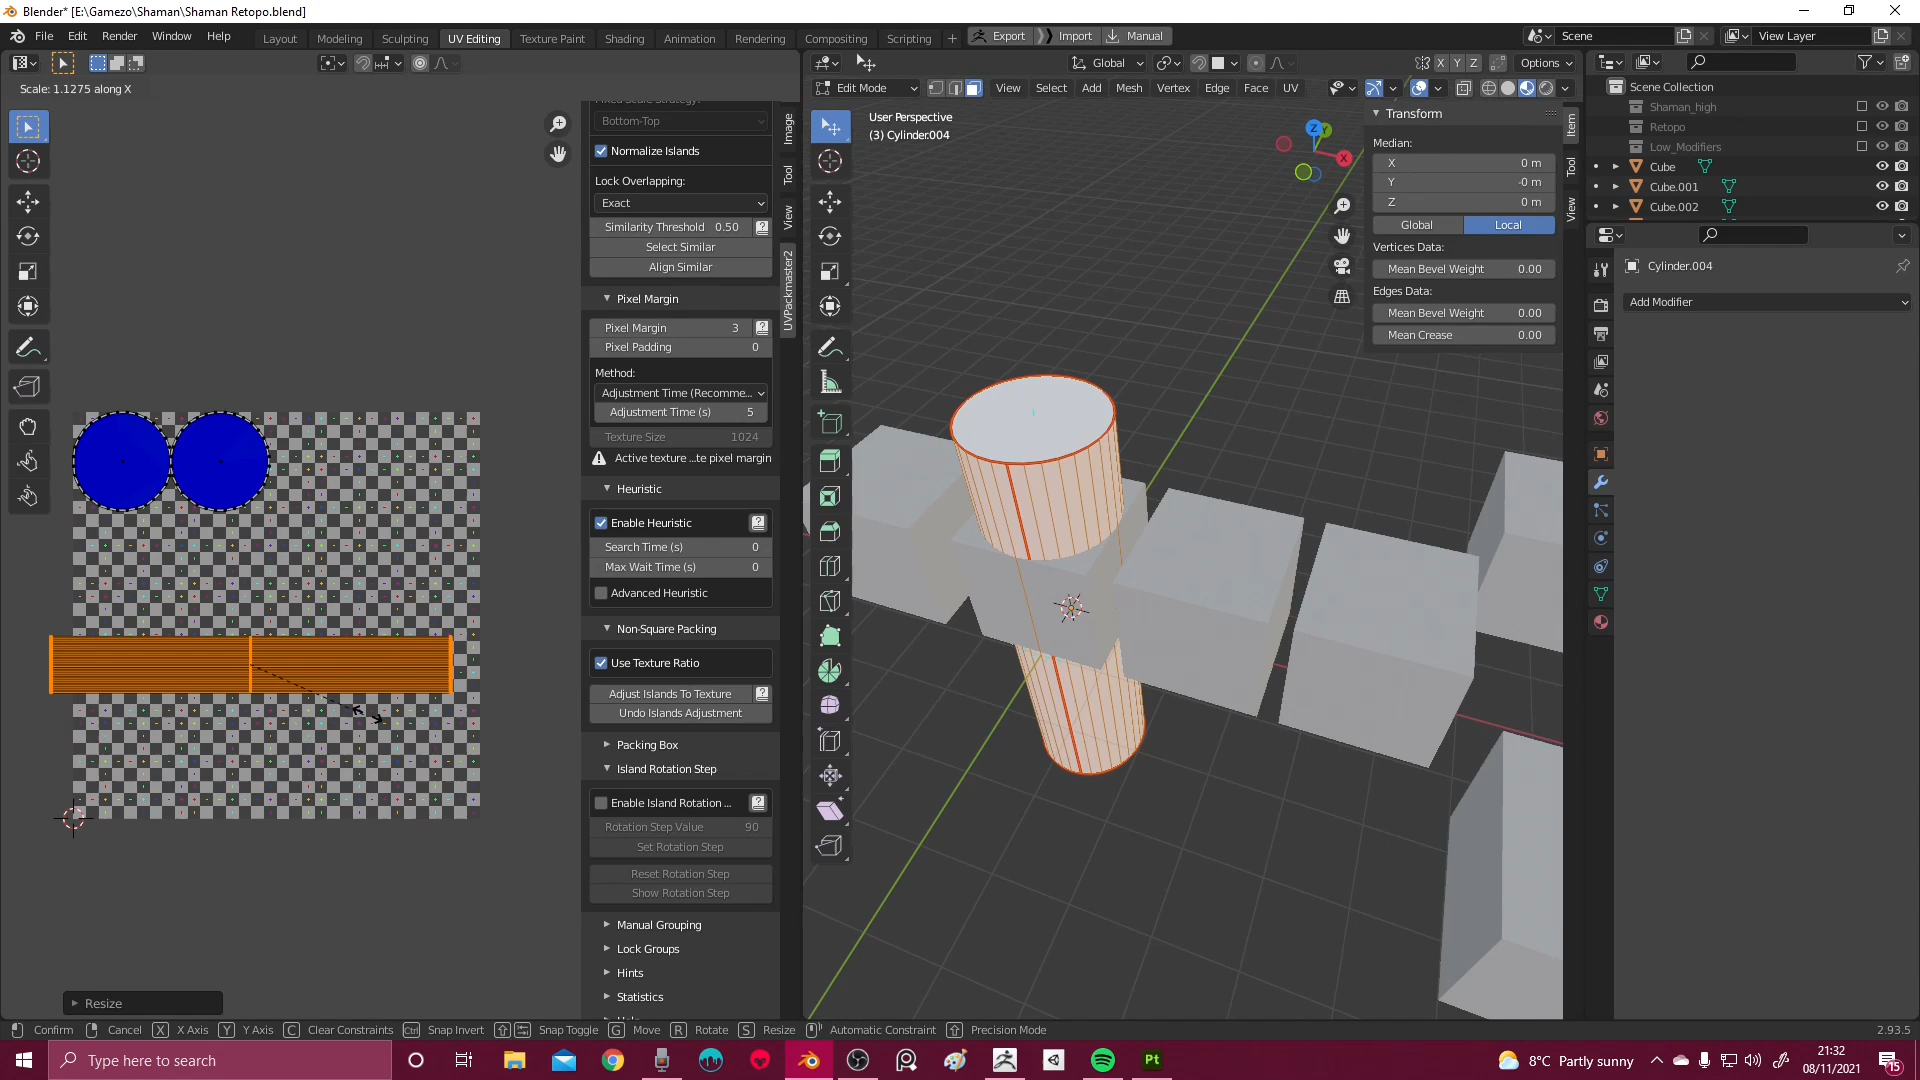 Blender* [E:\Gamezo\Shaman\Shaman Retopo.blend]
File Edit Render Window Help
Layout Modeling Sculpting UV Editing Texture Paint Shading Animation Rendering Compositing Scripting
Export Import Manual
Scene View Layer
Global Options X Y Z
Scale: 1.1275 along X
Edit Mode View Select Add Mesh Vertex Edge Face UV
User Perspective
(3) Cylinder.004
Fixed Scale Strategy:
Bottom-Top
Normalize Islands
Lock Overlapping:
Exact
Similarity Threshold 0.50
Select Similar
Align Similar
Pixel Margin
Pixel Margin 3
Pixel Padding 0
Method:
Adjustment Time (Recomme...
Adjustment Time (s) 5
Texture Size 1024
Active texture ...te pixel margin
Heuristic
Enable Heuristic
Search Time (s) 0
Max Wait Time (s) 0
Advanced Heuristic
Non-Square Packing
Use Texture Ratio
Adjust Islands To Texture
Undo Islands Adjustment
Packing Box
Island Rotation Step
Enable Island Rotation ...
Rotation Step Value 90
Set Rotation Step
Reset Rotation Step
Show Rotation Step
Manual Grouping
Lock Groups
Hints
Statistics
Image
Tool
View
UVPackmaster2
Z Y X
Transform
Median:
X 0 m
Y -0 m
Z 0 m
Global Local
Vertices Data:
Mean Bevel Weight 0.00
Edges Data:
Mean Bevel Weight 0.00
Mean Crease 0.00
Item
Tool
View
Scene Collection
Shaman_high
Retopo
Low_Modifiers
Cube
Cube.001
Cube.002
Cylinder.004
Add Modifier
Resize
Confirm Cancel X X Axis Y Y Axis C Clear Constraints Ctrl Snap Invert Snap Toggle G Move R Rotate S Resize Automatic Constraint Precision Mode 2.93.5
Type here to search
Pt
8°C Partly sunny
21:32
08/11/2021
15